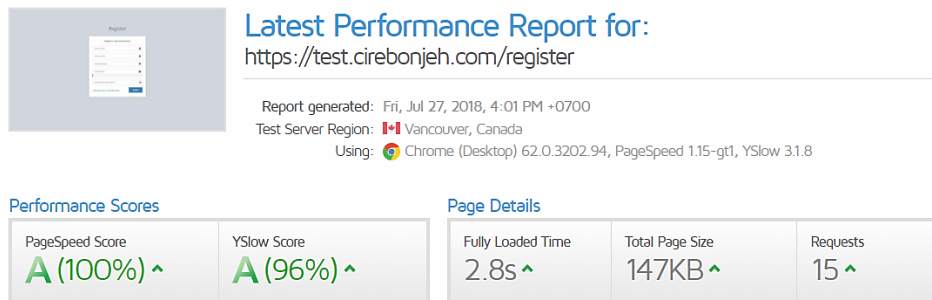 Register
Latest Performance Report for:
https://test.cirebonjeh.com/register
Report generated: Fri, Jul 27, 2018, 4:01 PM +0700
Test Server Region: Vancouver, Canada
Using: Chrome (Desktop) 62.0.3202.94, PageSpeed 1.15-gt1, YSlow 3.1.8
Performance Scores
Page Details
PageSpeed Score
YSlow Score
Fully Loaded Time
Total Page Size
Requests
A (100%)
A (96%)
2.8s
147KB
15